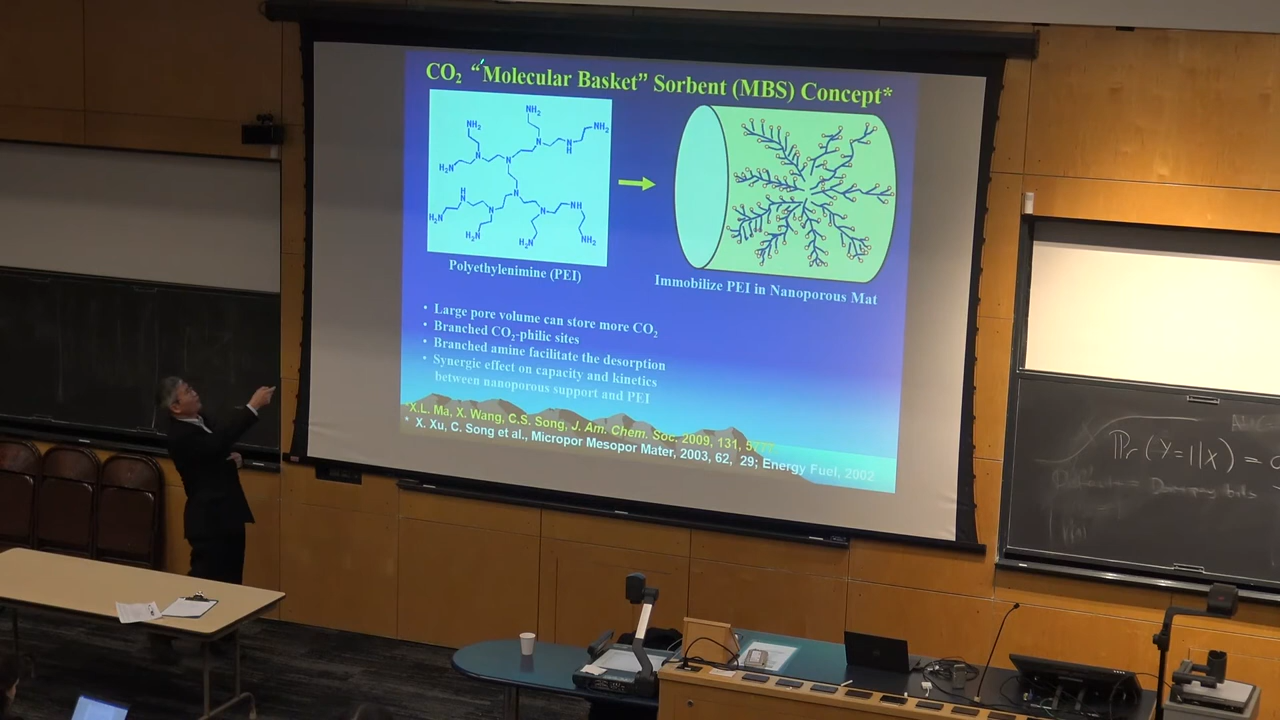 CO₂ “Molecular Basket” Sorbent (MBS) Concept*
NH₂
NH₂
NH₂
N
N
N
H
N
H₂N
H
N
N
NH
H₂N
N
N
H₂N
H₂N
NH₂
Polyethylenimine (PEI)
Immobilize PEI in Nanoporous Mat
• Large pore volume can store more CO₂
• Branched CO₂-philic sites
• Branched amine facilitate the desorption
• Synergic effect on capacity and kinetics
between nanoporous support and PEI
*X.L. Ma, X. Wang, C.S. Song, J. Am. Chem. Soc. 2009, 131,
* X. Xu, C. Song et al., Micropor Mesopor Mater, 2003, 62, 29; Energy Fuel, 2002
Pr(Y=1|X) =